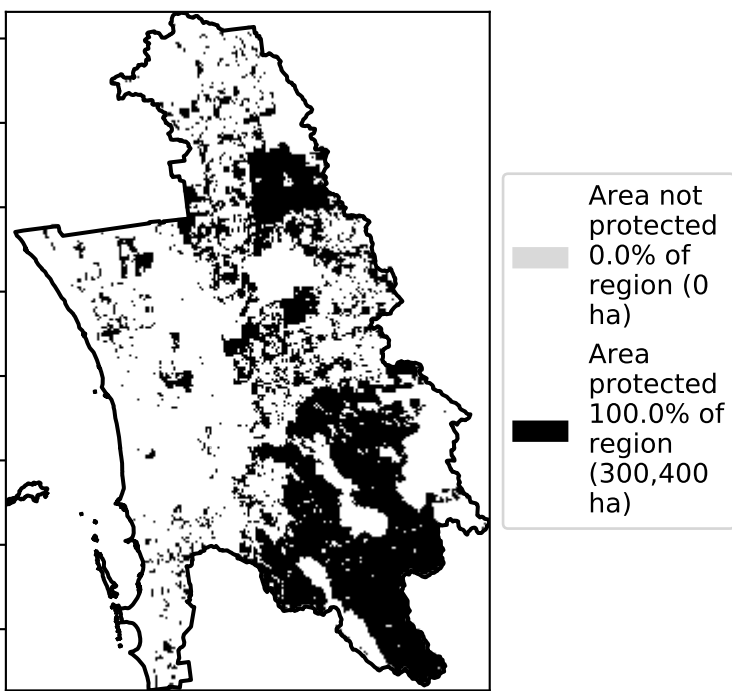 Area not
protected
0.0% of
region (0
ha)
Area
protected
100.0% of
region
(300,400
ha)